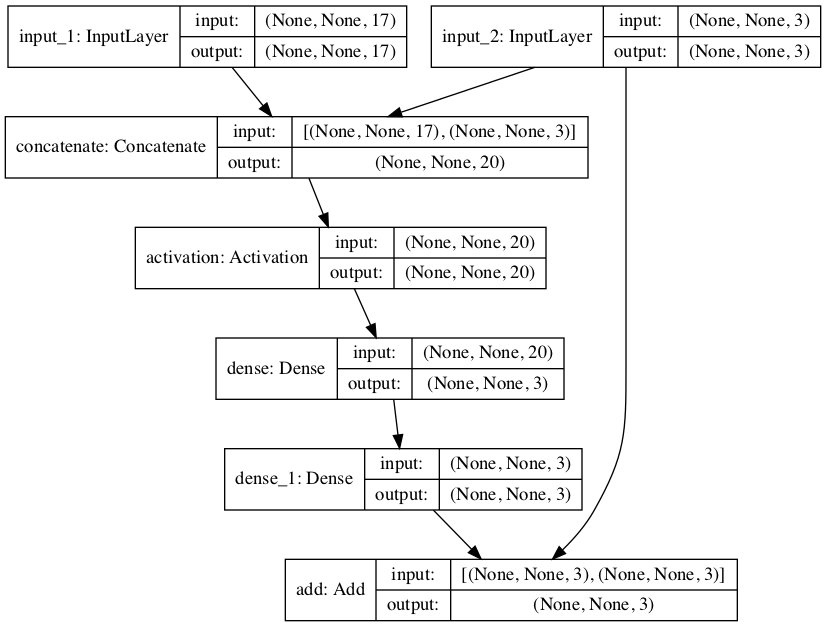 input_1: InputLayer
input:
(None, None, 17)
output:
(None, None, 17)
input_2: InputLayer
input:
(None, None, 3)
output:
(None, None, 3)
concatenate: Concatenate
input:
[(None, None, 17), (None, None, 3)]
output:
(None, None, 20)
activation: Activation
input:
(None, None, 20)
output:
(None, None, 20)
dense: Dense
input:
(None, None, 20)
output:
(None, None, 3)
dense_1: Dense
input:
(None, None, 3)
output:
(None, None, 3)
add: Add
input:
[(None, None, 3), (None, None, 3)]
output:
(None, None, 3)